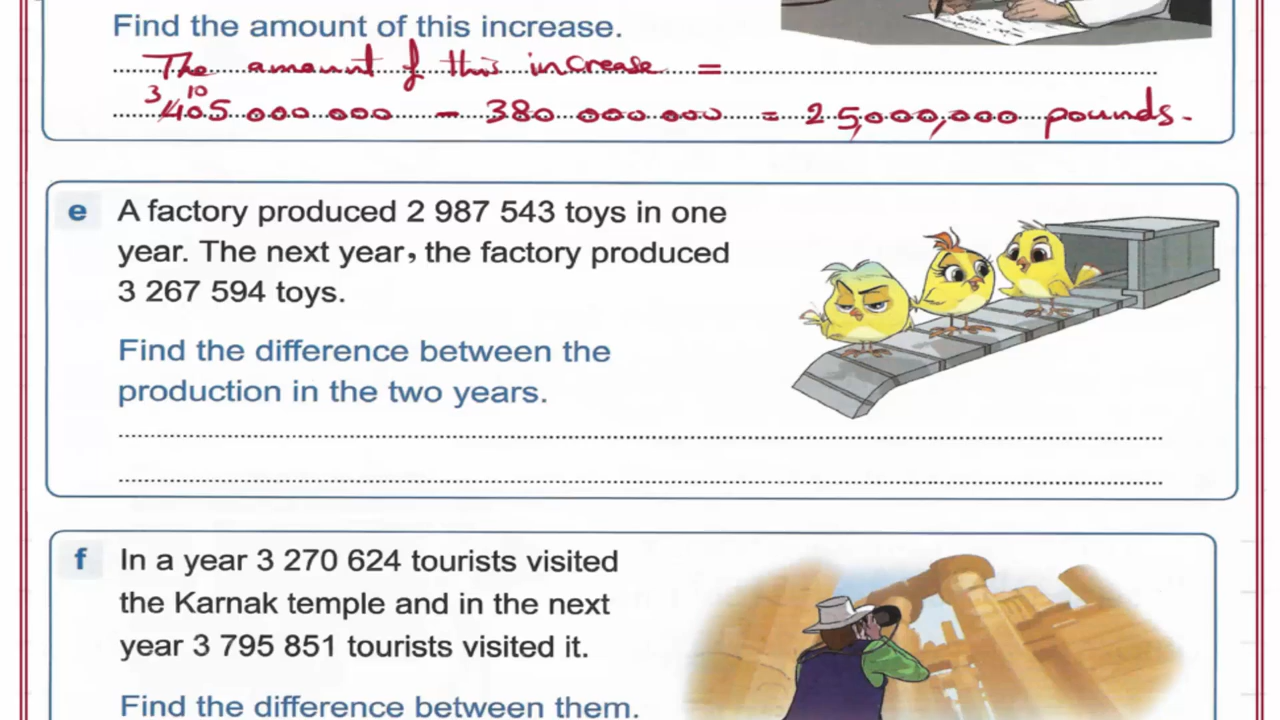 Find the amount of this increase.
The amount of this increase =
3 10
405 000 000 - 380 000 000 = 25,000,000 pounds.
e A factory produced 2 987 543 toys in one
year. The next year, the factory produced
3 267 594 toys.
Find the difference between the
production in the two years.
f In a year 3 270 624 tourists visited
the Karnak temple and in the next
year 3 795 851 tourists visited it.
Find the difference between them.